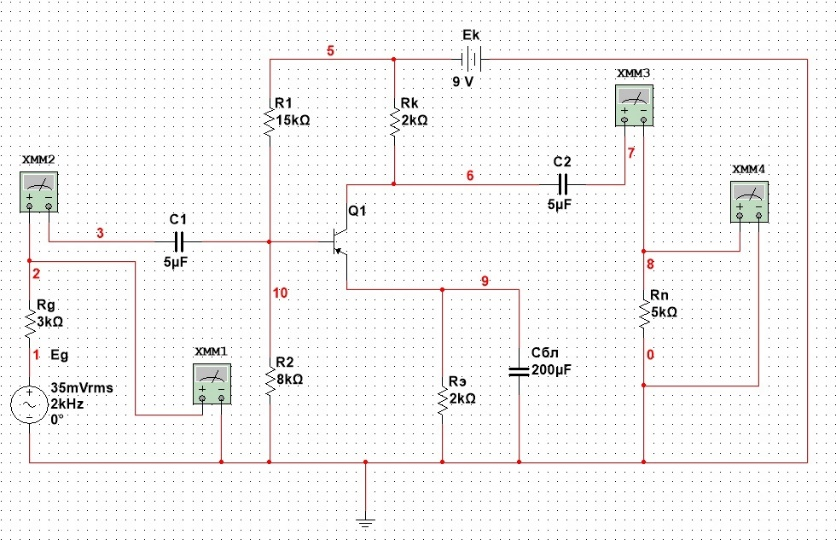 Ek
5
9 V
XMM3
R1
15kΩ
Rk
2kΩ
7
XMM2
C2
XMM4
6
5µF
Q1
C1
3
5µF
8
2
10
9
Rg
3kΩ
Rn
5kΩ
1
Eg
XMM1
Cбл
200µF
0
R2
8kΩ
Rэ
2kΩ
35mVrms
2kHz
0°